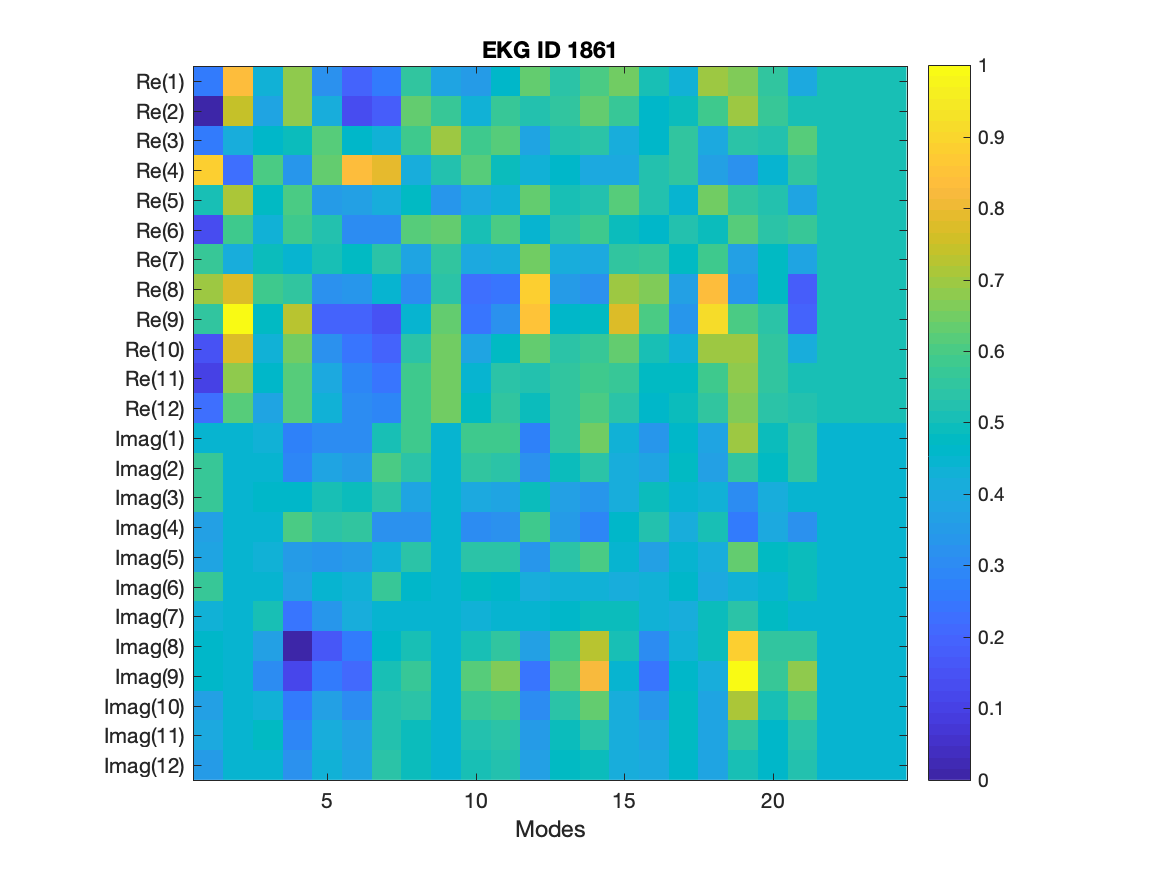 EKG ID 1861
Re(1)
Re(2)
Re(3)
Re(4)
Re(5)
Re(6)
Re(7)
Re(8)
Re(9)
Re(10)
Re(11)
Re(12)
Imag(1)
Imag(2)
Imag(3)
Imag(4)
Imag(5)
Imag(6)
Imag(7)
Imag(8)
Imag(9)
Imag(10)
Imag(11)
Imag(12)
5 10 15 20
Modes
1
0.9
0.8
0.7
0.6
0.5
0.4
0.3
0.2
0.1
0